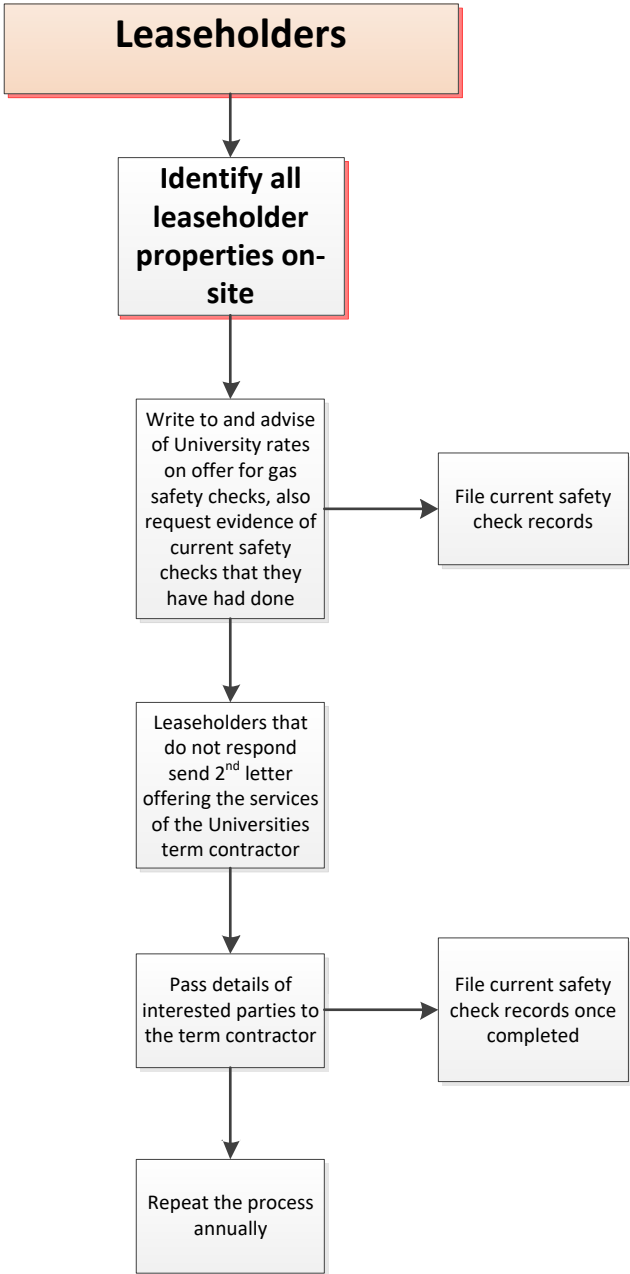 Leaseholders
Identify all
leaseholder
properties on-
site
Write to and advise
of University rates
on offer for gas
safety checks, also
request evidence of
current safety
checks that they
have had done
File current safety
check records
Leaseholders that
do not respond
send 2nd letter
offering the services
of the Universities
term contractor
Pass details of
interested parties to
the term contractor
File current safety
check records once
completed
Repeat the process
annually